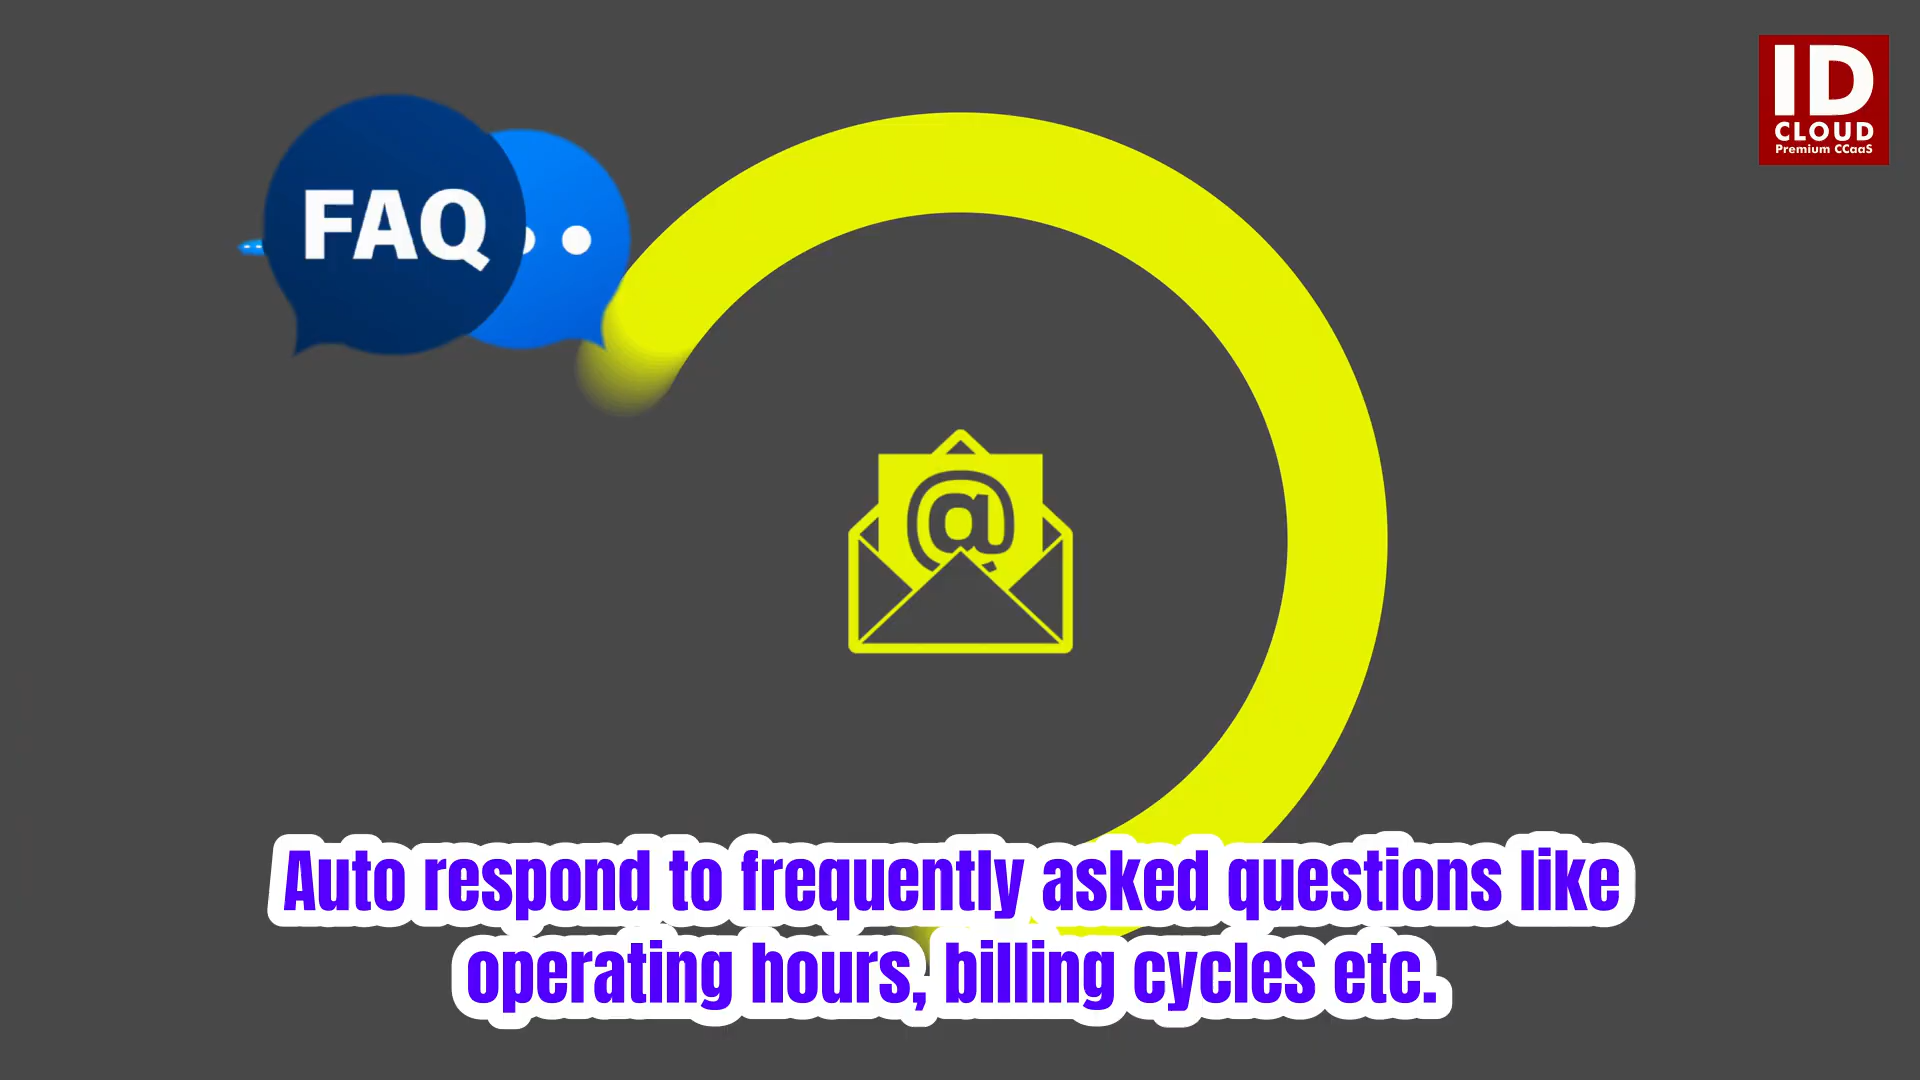 FAQ
ID
CLOUD
Premium CCaaS
@
Auto respond to frequently asked questions like
operating hours, billing cycles etc.